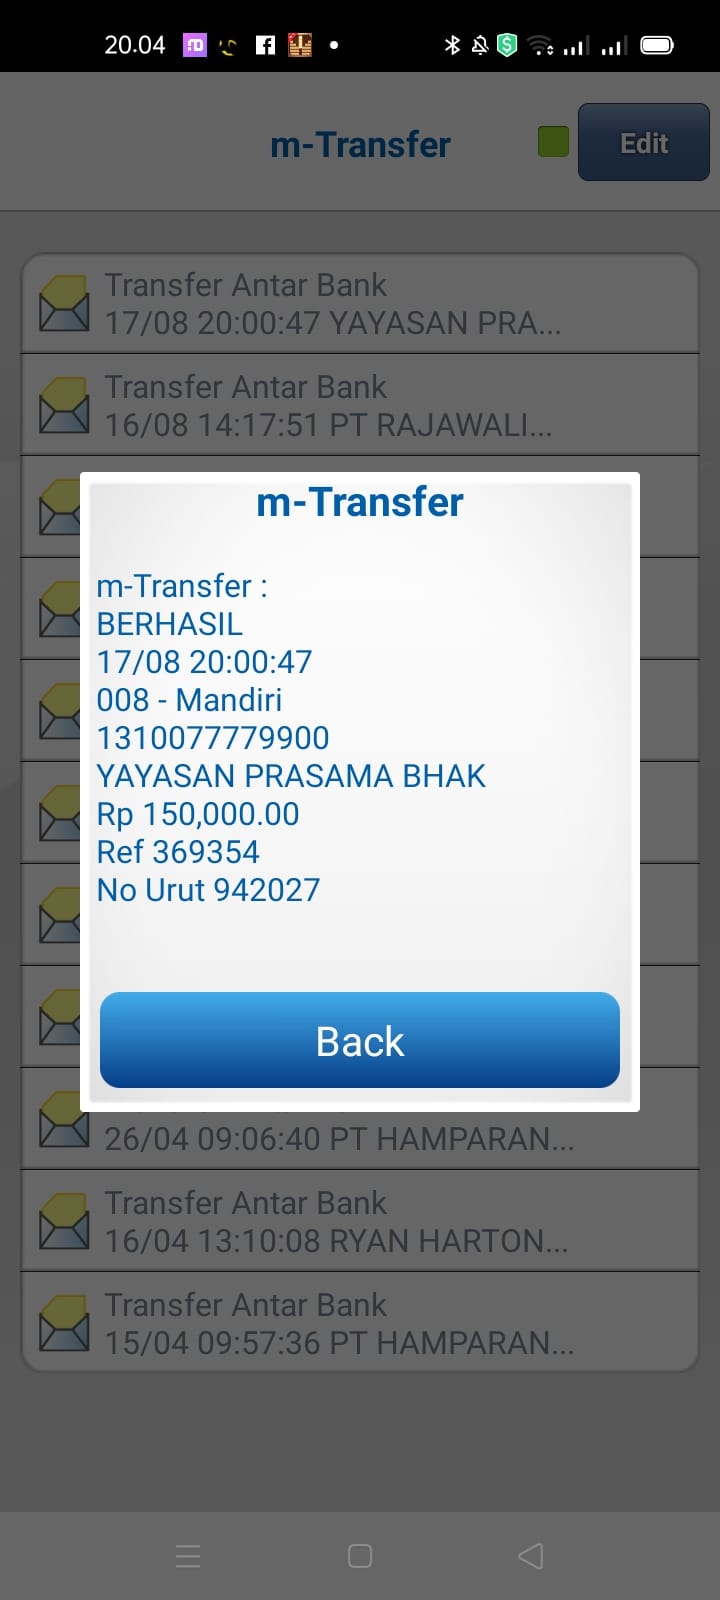 20.04
m-Transfer
Edit
Transfer Antar Bank
17/08 20:00:47 YAYASAN PRA...
Transfer Antar Bank
16/08 14:17:51 PT RAJAWALI...
m-Transfer
m-Transfer :
BERHASIL
17/08 20:00:47
008 - Mandiri
1310077779900
YAYASAN PRASAMA BHAK
Rp 150,000.00
Ref 369354
No Urut 942027
Back
26/04 09:06:40 PT HAMPARAN...
Transfer Antar Bank
16/04 13:10:08 RYAN HARTON...
Transfer Antar Bank
15/04 09:57:36 PT HAMPARAN...